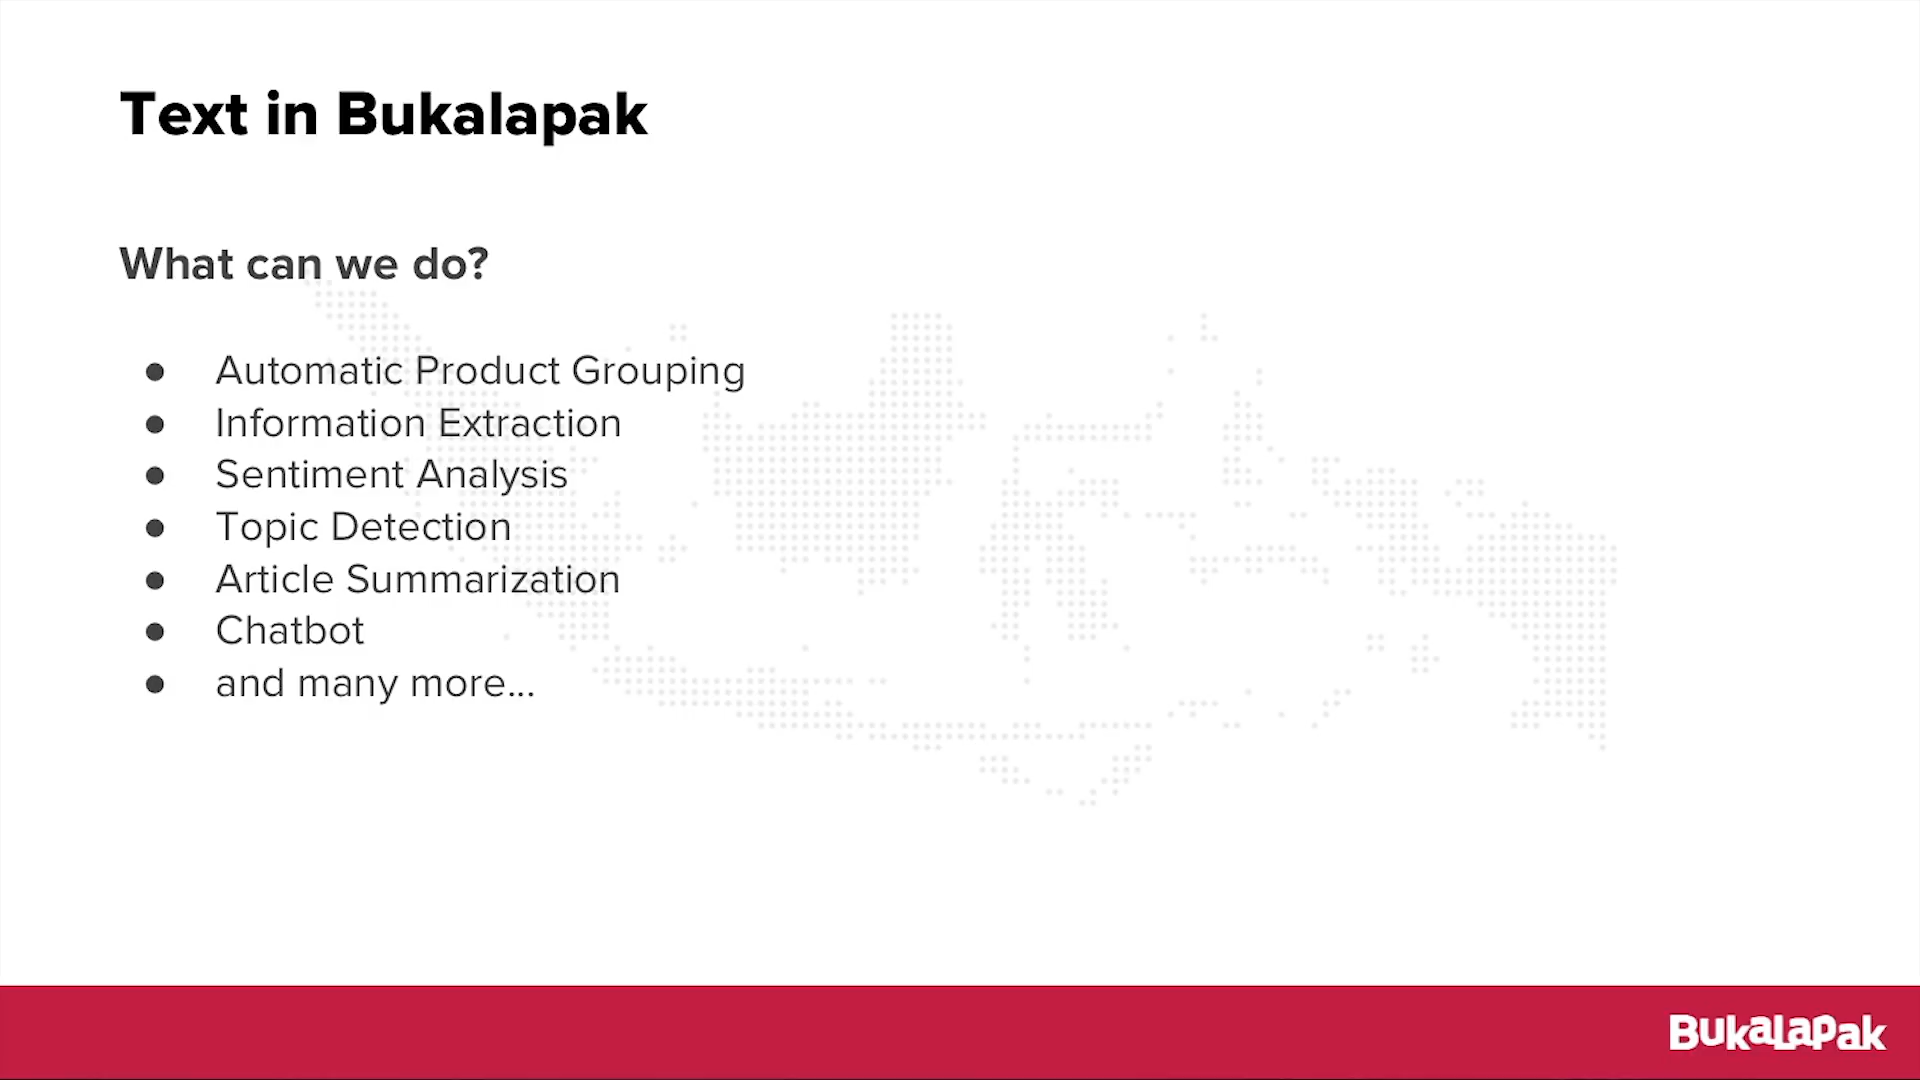 Text in Bukalapak
What can we do?
● Automatic Product Grouping
● Information Extraction
● Sentiment Analysis
● Topic Detection
● Article Summarization
● Chatbot
● and many more...
BukaLaPak